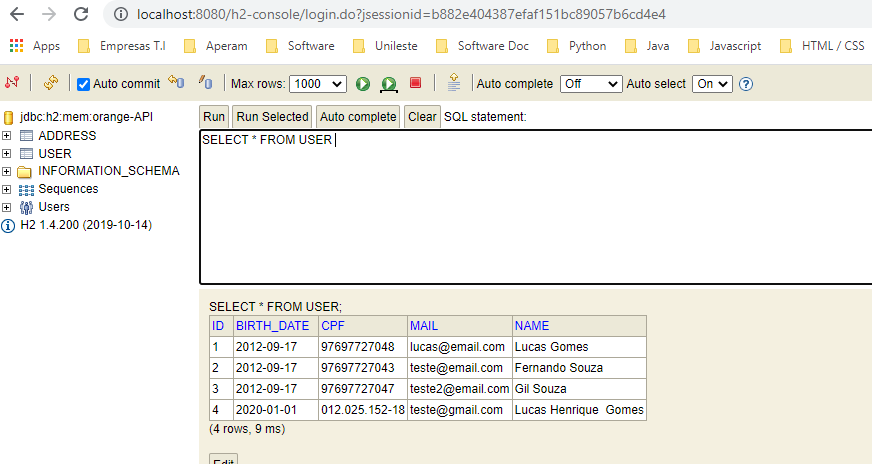 localhost:8080/h2-console/login.do?jsessionid=b882e404387efaf151bc89057b6cd4e4
Apps Empresas T.I Aperam Software Unileste Software Doc Python Java Javascript HTML / CSS
Auto commit Max rows: 1000 Auto complete Off Auto select On ?
jdbc:h2:mem:orange-API
ADDRESS
USER
INFORMATION_SCHEMA
Sequences
Users
H2 1.4.200 (2019-10-14)
Run Run Selected Auto complete Clear SQL statement:
SELECT * FROM USER
SELECT * FROM USER;
ID BIRTH_DATE CPF MAIL NAME
1 2012-09-17 97697727048 lucas@email.com Lucas Gomes
2 2012-09-17 97697727043 teste@email.com Fernando Souza
3 2012-09-17 97697727047 teste2@email.com Gil Souza
4 2020-01-01 012.025.152-18 teste@gmail.com Lucas Henrique  Gomes
(4 rows, 9 ms)
Edit